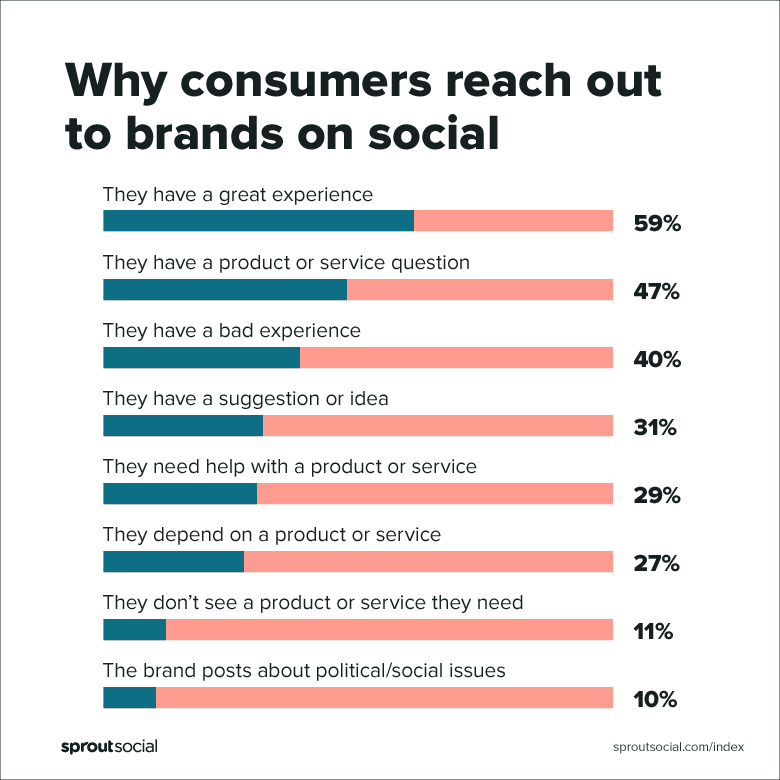 Why consumers reach out
to brands on social
They have a great experience
59%
They have a product or service question
47%
They have a bad experience
40%
They have a suggestion or idea
31%
They need help with a product or service
29%
They depend on a product or service
27%
They don’t see a product or service they need
11%
The brand posts about political/social issues
10%
sproutsocial
sproutsocial.com/index